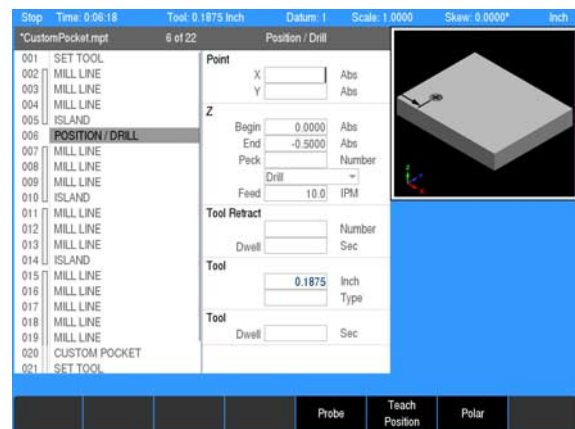 Stop Time: 0:06:18 Tool: 0.1875 Inch Datum: 1 Scale: 1.0000 Skew: 0.0000° Inch
*CustomPocket.mpt 6 of 22 Position / Drill
001 SET TOOL
002 MILL LINE
003 MILL LINE
004 MILL LINE
005 ISLAND
006 POSITION / DRILL
007 MILL LINE
008 MILL LINE
009 MILL LINE
010 ISLAND
011 MILL LINE
012 MILL LINE
013 MILL LINE
014 ISLAND
015 MILL LINE
016 MILL LINE
017 MILL LINE
018 MILL LINE
019 MILL LINE
020 CUSTOM POCKET
021 SET TOOL
Point
X Abs
Y Abs
Z
Begin 0.0000 Abs
End -0.5000 Abs
Peck Number
Drill
Feed 10.0 IPM
Tool Retract
Number
Dwell Sec
Tool
0.1875 Inch
Type
Tool
Dwell Sec
Probe
Teach
Position
Polar